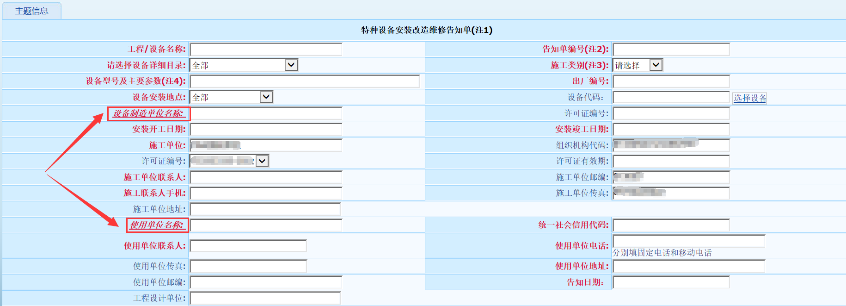 主题信息
特种设备安装改造维修告知单(注1)
工程/设备名称: 告知单编号(注2):
请选择设备详细目录: 全部 施工类别(注3): 请选择
设备型号及主要参数(注4): 出厂编号:
设备安装地点: 全部 设备代码: 选择设备
设备制造单位名称: 许可证编号:
安装开工日期: 安装竣工日期:
施工单位: 组织机构代码:
许可证编号: 许可证有效期:
施工单位联系人: 施工单位邮编:
施工联系人手机: 施工单位传真:
施工单位地址:
使用单位名称: 统一社会信用代码:
使用单位联系人: 使用单位电话:
分别填固定电话和移动电话
使用单位传真: 使用单位地址:
使用单位邮编: 告知日期:
工程设计单位: